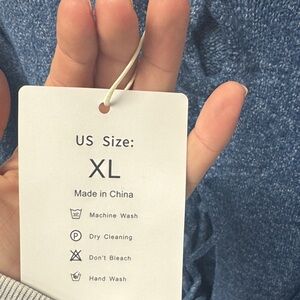 US Size:
XL
Made in China
Machine Wash
P Dry Cleaning
Don't Bleach
Hand Wash